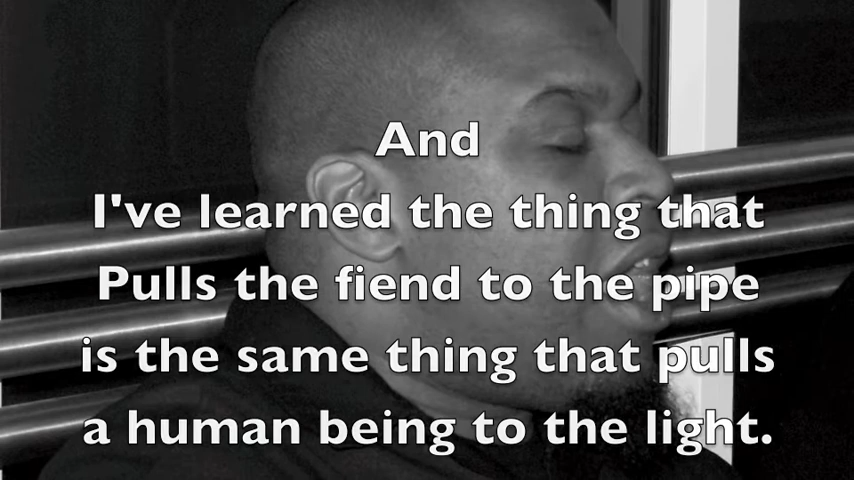 And
I've learned the thing that
Pulls the fiend to the pipe
is the same thing that pulls
a human being to the light.